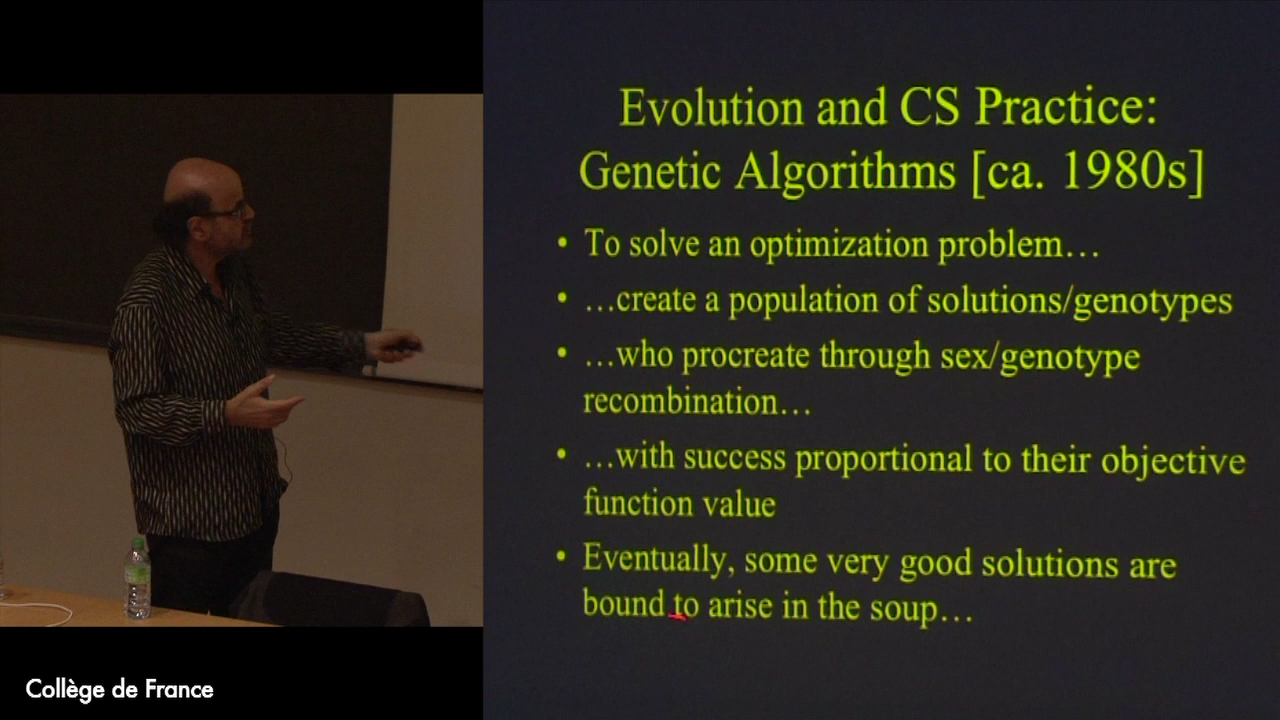 Evolution and CS Practice:
Genetic Algorithms [ca. 1980s]
• To solve an optimization problem…
• …create a population of solutions/genotypes
• …who procreate through sex/genotype
recombination…
• …with success proportional to their objective
function value
• Eventually, some very good solutions are
bound to arise in the soup…
Collège de France